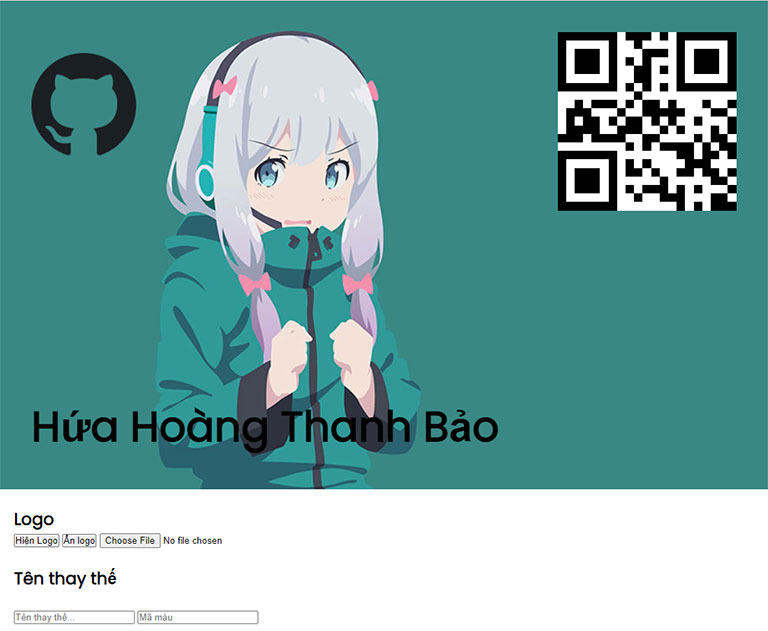 Hứa Hoàng Thanh Bảo
Logo
Hiện Logo Ẩn logo Choose File No file chosen
Tên thay thế
Tên thay thế... Mã màu